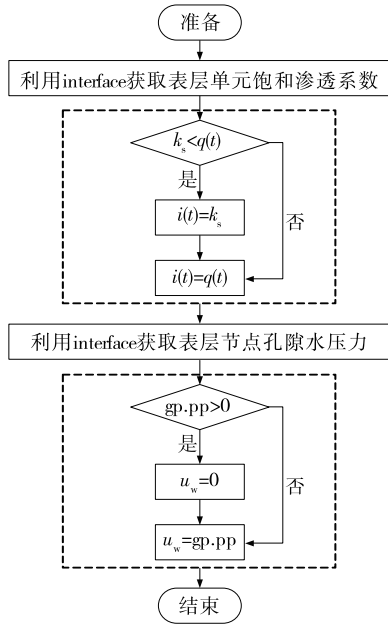 准备
利用interface获取表层单元饱和渗透系数
kₛ<q(t)
是
i(t)=kₛ
否
i(t)=q(t)
利用interface获取表层节点孔隙水压力
gp.pp>0
是
u_w=0
否
u_w=gp.pp
结束